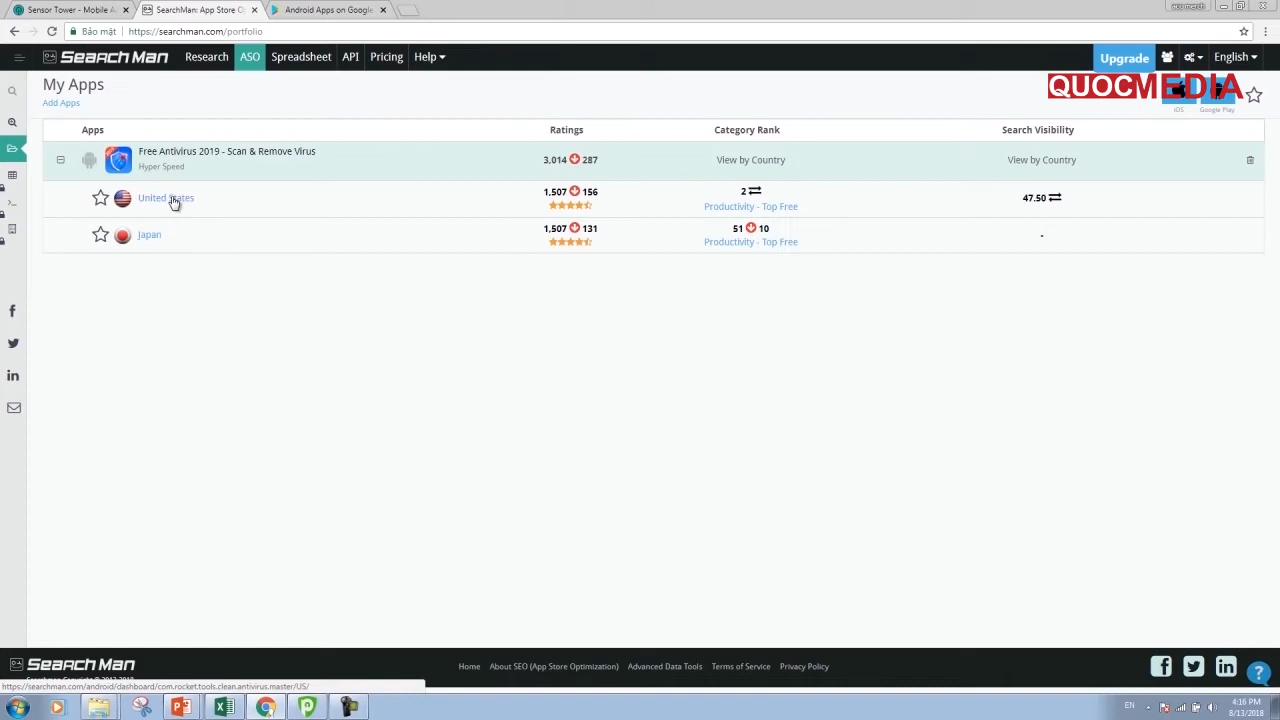 Sensor Tower - Mobile A
SearchMan: App Store O
Android Apps on Google
Bảo mật
https://searchman.com/portfolio
SearchMan
Research
ASO
Spreadsheet
API
Pricing
Help
Upgrade
English
My Apps
QUOCMEDIA
Add Apps
iOS
Google Play
Apps
Ratings
Category Rank
Search Visibility
Free Antivirus 2019 - Scan & Remove Virus
Hyper Speed
3,014 287
View by Country
View by Country
United States
1,507 156
2
Productivity - Top Free
47.50
Japan
1,507 131
51 10
Productivity - Top Free
-
SearchMan
Home
About SEO (App Store Optimization)
Advanced Data Tools
Terms of Service
Privacy Policy
https://searchman.com/android/dashboard/com.rocket.tools.clean.antivirus.master/US/
EN
4:16 PM
8/13/2018